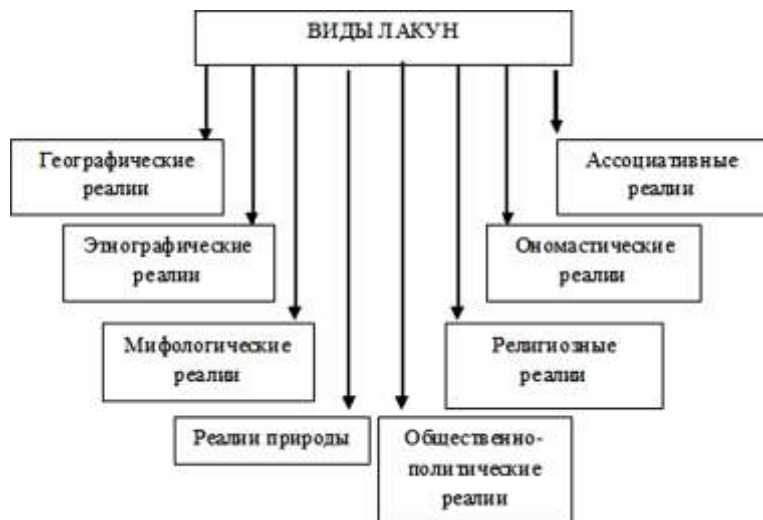 ВИДЫ ЛАКУН
Географические
реалии
Ассоциативные
реалии
Этнографические
реалии
Ономастические
реалии
Мифологические
реалии
Религиозные
реалии
Реалии природы
Общественно-
политические
реалии